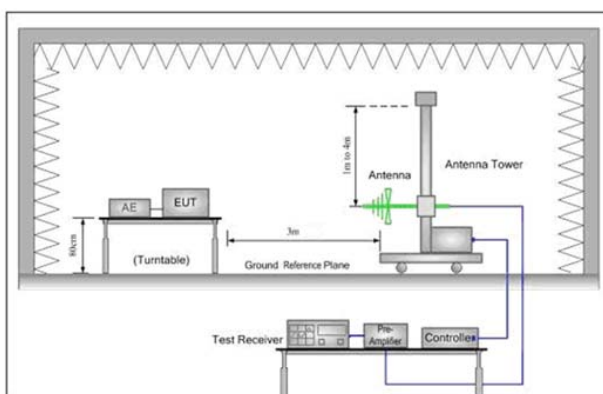 1m to 4m
Antenna
Antenna Tower
AE
EUT
80cm
(Turntable)
3m
Ground Reference Plane
Test Receiver
Pre-
Amplifier
Controller